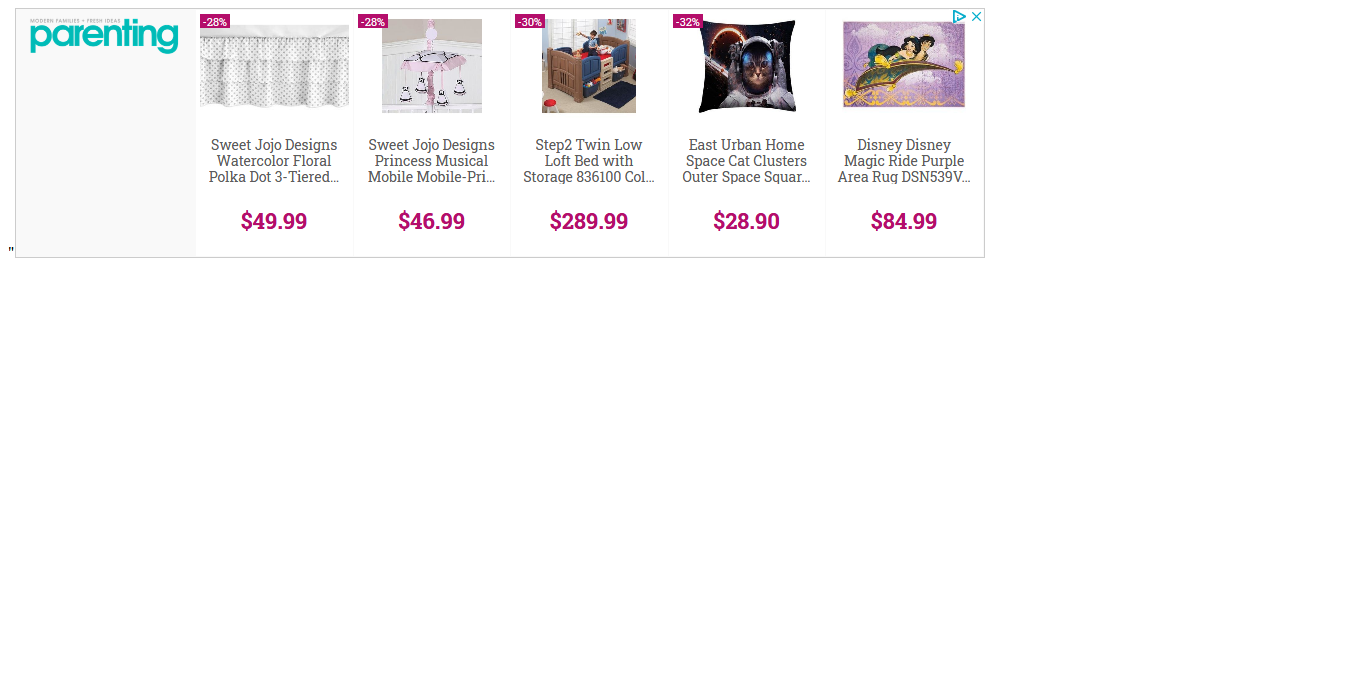 MODERN FAMILIES + FRESH IDEAS
parenting
-28%
Sweet Jojo Designs
Watercolor Floral
Polka Dot 3-Tiered...
$49.99
-28%
Sweet Jojo Designs
Princess Musical
Mobile Mobile-Pri...
$46.99
-30%
Step2 Twin Low
Loft Bed with
Storage 836100 Col...
$289.99
-32%
East Urban Home
Space Cat Clusters
Outer Space Squar...
$28.90
Disney Disney
Magic Ride Purple
Area Rug DSN539V...
$84.99
"